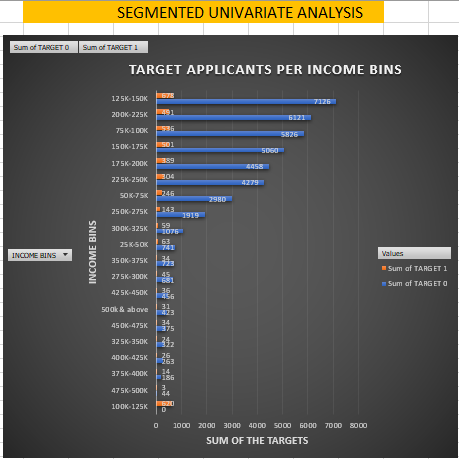 SEGMENTED UNIVARIATE ANALYSIS
Sum of TARGET 0 Sum of TARGET 1
TARGET APPLICANTS PER INCOME BINS
125K-150K 678 7126
200K-225K 491 6121
75K-100K 536 5826
150K-175K 501 5060
175K-200K 389 4458
225K-250K 304 4279
50K-75K 246 2980
250K-275K 143 1919
300K-325K 59 1076
25K-50K 63 741
350K-375K 34 723
275K-300K 45 681
425K-450K 36 456
500k & above 31 423
450K-475K 34 375
325K-350K 24 322
400K-425K 26 263
375K-400K 14 186
475K-500K 3 44
100K-125K 0
INCOME BINS
INCOME BINS
Values
Sum of TARGET 1
Sum of TARGET 0
0 1000 2000 3000 4000 5000 6000 7000 8000
SUM OF THE TARGETS